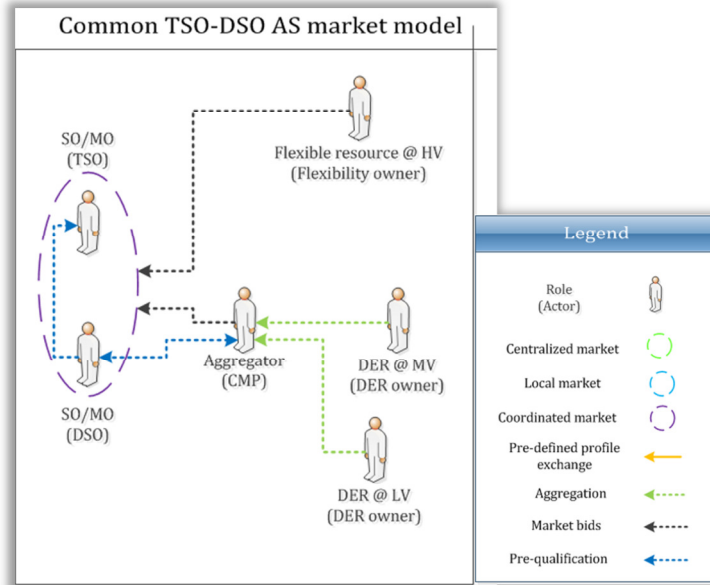 Common TSO-DSO AS market model
SO/MO
(TSO)
Flexible resource @ HV
(Flexibility owner)
Aggregator
(CMP)
DER @ MV
(DER owner)
SO/MO
(DSO)
DER @ LV
(DER owner)
Legend
Role
(Actor)
Centralized market
Local market
Coordinated market
Pre-defined profile
exchange
Aggregation
Market bids
Pre-qualification